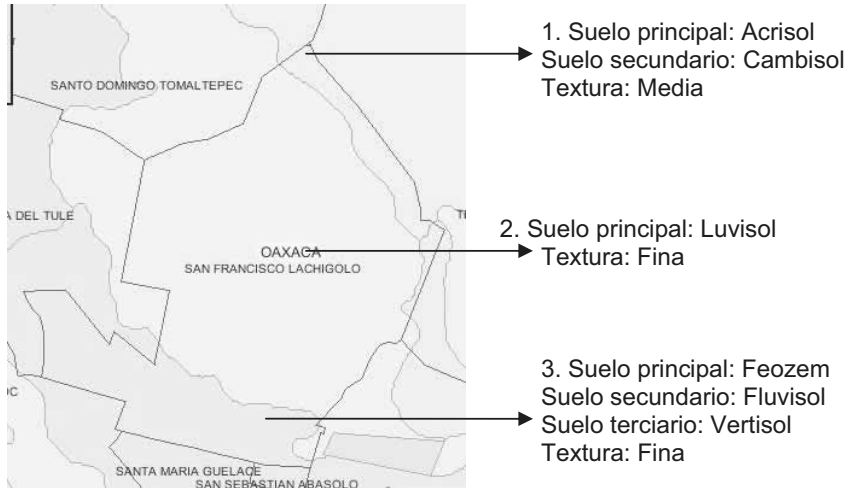 1. Suelo principal: Acrisol
Suelo secundario: Cambisol
Textura: Media
SANTO DOMINGO TOMALTEPEC
DEL TULE
2. Suelo principal: Luvisol
Textura: Fina
OAXACA
SAN FRANCISCO LACHIGOLO
3. Suelo principal: Feozem
Suelo secundario: Fluvisol
Suelo terciario: Vertisol
Textura: Fina
SANTA MARIA GUELACE
SAN SEBASTIAN ABASOLO